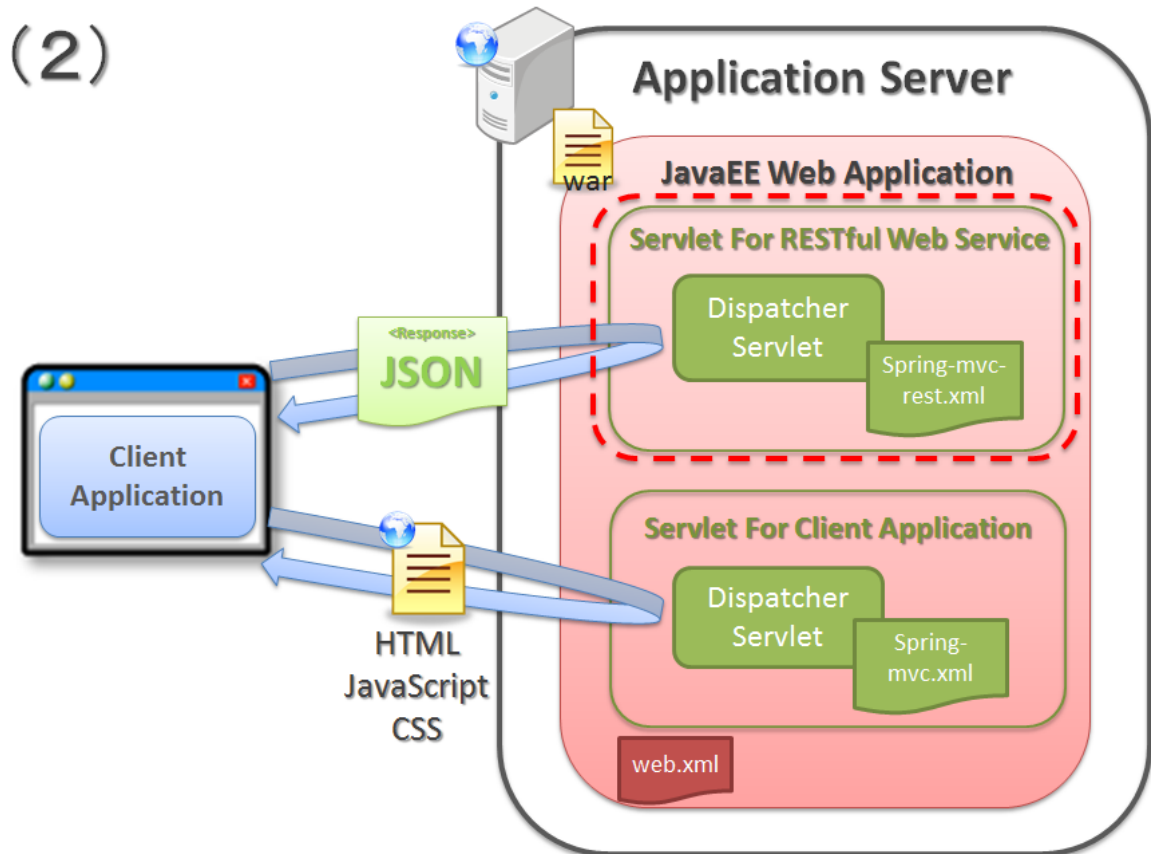 （2）
Application Server
war
JavaEE Web Application
Servlet For RESTful Web Service
Dispatcher
Servlet
Spring-mvc-
rest.xml
<Response>
JSON
Client
Application
Servlet For Client Application
Dispatcher
Servlet
Spring-
mvc.xml
HTML
JavaScript
CSS
web.xml